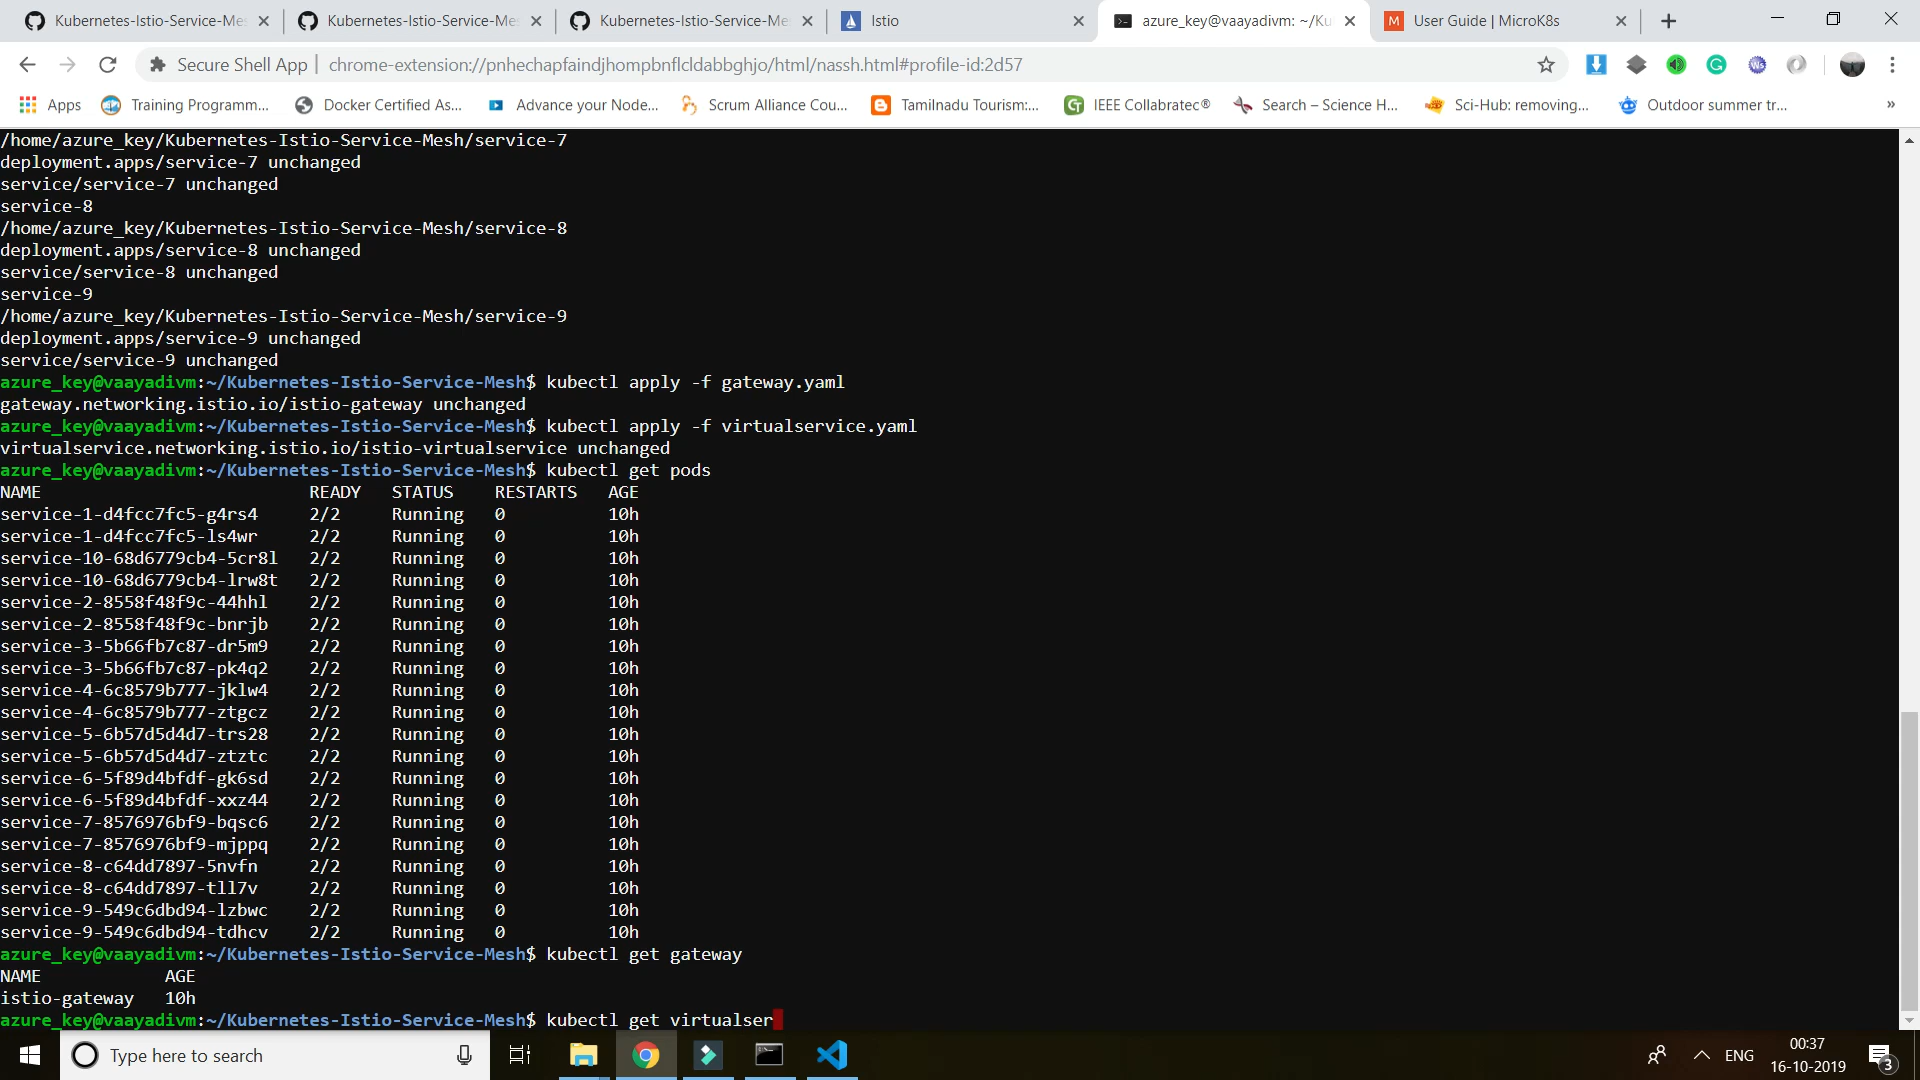 Kubernetes-Istio-Service-Me Kubernetes-Istio-Service-Me Kubernetes-Istio-Service-Me Istio azure_key@vaayadivm: ~/Ku User Guide | MicroK8s
Secure Shell App | chrome-extension://pnhechapfaindjhompbnflcldabbghjo/html/nassh.html#profile-id:2d57
Apps Training Programm... Docker Certified As... Advance your Node... Scrum Alliance Cou... Tamilnadu Tourism:... IEEE Collabratec® Search – Science H... Sci-Hub: removing... Outdoor summer tr... »
/home/azure_key/Kubernetes-Istio-Service-Mesh/service-7
deployment.apps/service-7 unchanged
service/service-7 unchanged
service-8
/home/azure_key/Kubernetes-Istio-Service-Mesh/service-8
deployment.apps/service-8 unchanged
service/service-8 unchanged
service-9
/home/azure_key/Kubernetes-Istio-Service-Mesh/service-9
deployment.apps/service-9 unchanged
service/service-9 unchanged
azure_key@vaayadivm:~/Kubernetes-Istio-Service-Mesh$ kubectl apply -f gateway.yaml
gateway.networking.istio.io/istio-gateway unchanged
azure_key@vaayadivm:~/Kubernetes-Istio-Service-Mesh$ kubectl apply -f virtualservice.yaml
virtualservice.networking.istio.io/istio-virtualservice unchanged
azure_key@vaayadivm:~/Kubernetes-Istio-Service-Mesh$ kubectl get pods
NAME READY STATUS RESTARTS AGE
service-1-d4fcc7fc5-g4rs4 2/2 Running 0 10h
service-1-d4fcc7fc5-ls4wr 2/2 Running 0 10h
service-10-68d6779cb4-5cr8l 2/2 Running 0 10h
service-10-68d6779cb4-lrw8t 2/2 Running 0 10h
service-2-8558f48f9c-44hhl 2/2 Running 0 10h
service-2-8558f48f9c-bnrjb 2/2 Running 0 10h
service-3-5b66fb7c87-dr5m9 2/2 Running 0 10h
service-3-5b66fb7c87-pk4q2 2/2 Running 0 10h
service-4-6c8579b777-jklw4 2/2 Running 0 10h
service-4-6c8579b777-ztgcz 2/2 Running 0 10h
service-5-6b57d5d4d7-trs28 2/2 Running 0 10h
service-5-6b57d5d4d7-ztztc 2/2 Running 0 10h
service-6-5f89d4bfdf-gk6sd 2/2 Running 0 10h
service-6-5f89d4bfdf-xxz44 2/2 Running 0 10h
service-7-8576976bf9-bqsc6 2/2 Running 0 10h
service-7-8576976bf9-mjppq 2/2 Running 0 10h
service-8-c64dd7897-5nvfn 2/2 Running 0 10h
service-8-c64dd7897-tll7v 2/2 Running 0 10h
service-9-549c6dbd94-lzbwc 2/2 Running 0 10h
service-9-549c6dbd94-tdhcv 2/2 Running 0 10h
azure_key@vaayadivm:~/Kubernetes-Istio-Service-Mesh$ kubectl get gateway
NAME AGE
istio-gateway 10h
azure_key@vaayadivm:~/Kubernetes-Istio-Service-Mesh$ kubectl get virtualser
Type here to search ENG 00:37
16-10-2019 3